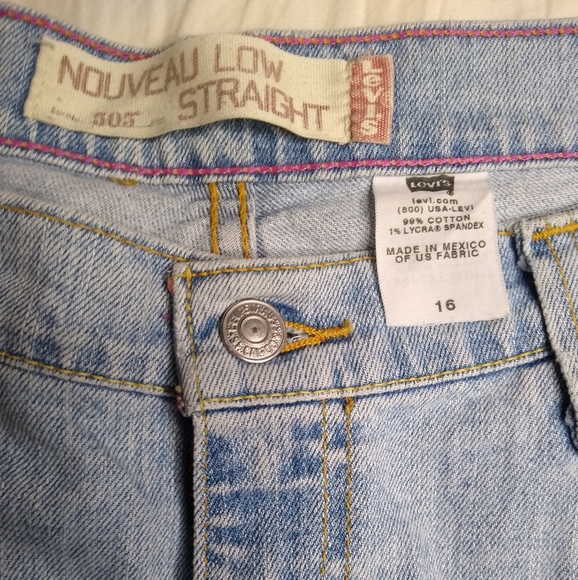 NOUVEAU LOW
505 STRAIGHT
Levi's
Levi's
levi.com
(800) USA-LEVI
99% COTTON
1% LYCRA® SPANDEX
MADE IN MEXICO
OF US FABRIC
16